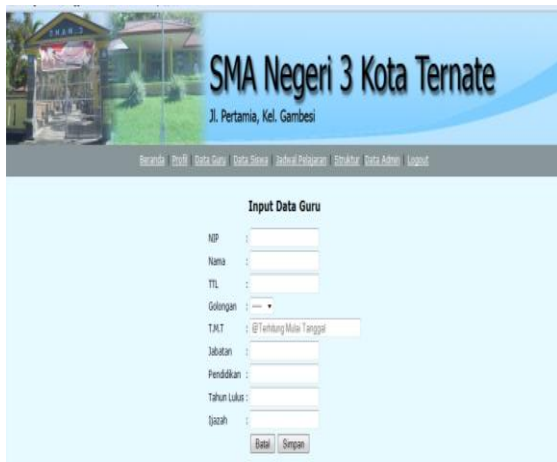 SMA Negeri 3 Kota Ternate
Jl. Pertamia, Kel. Gambesi
Beranda | Profil | Data Guru | Data Siswa | Jadwal Pelajaran | Struktur | Data Admin | Logout
Input Data Guru
NIP :
Nama :
TTL :
Golongan : ---
T.M.T : @Terhitung Mulai Tanggal
Jabatan :
Pendidikan :
Tahun Lulus :
Ijazah :
Batal Simpan